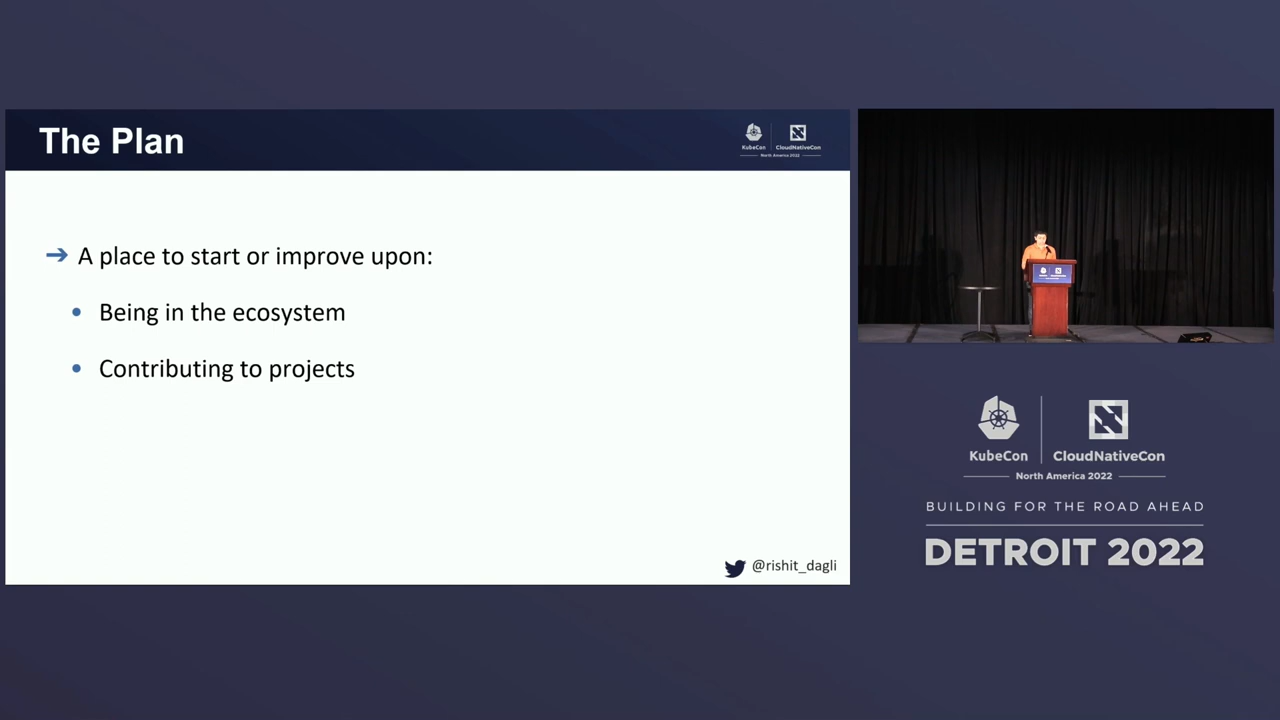 The Plan
KubeCon
CloudNativeCon
North America 2022
➔ A place to start or improve upon:
• Being in the ecosystem
• Contributing to projects
@rishit_dagli
KubeCon
CloudNativeCon
North America 2022
BUILDING FOR THE ROAD AHEAD
DETROIT 2022